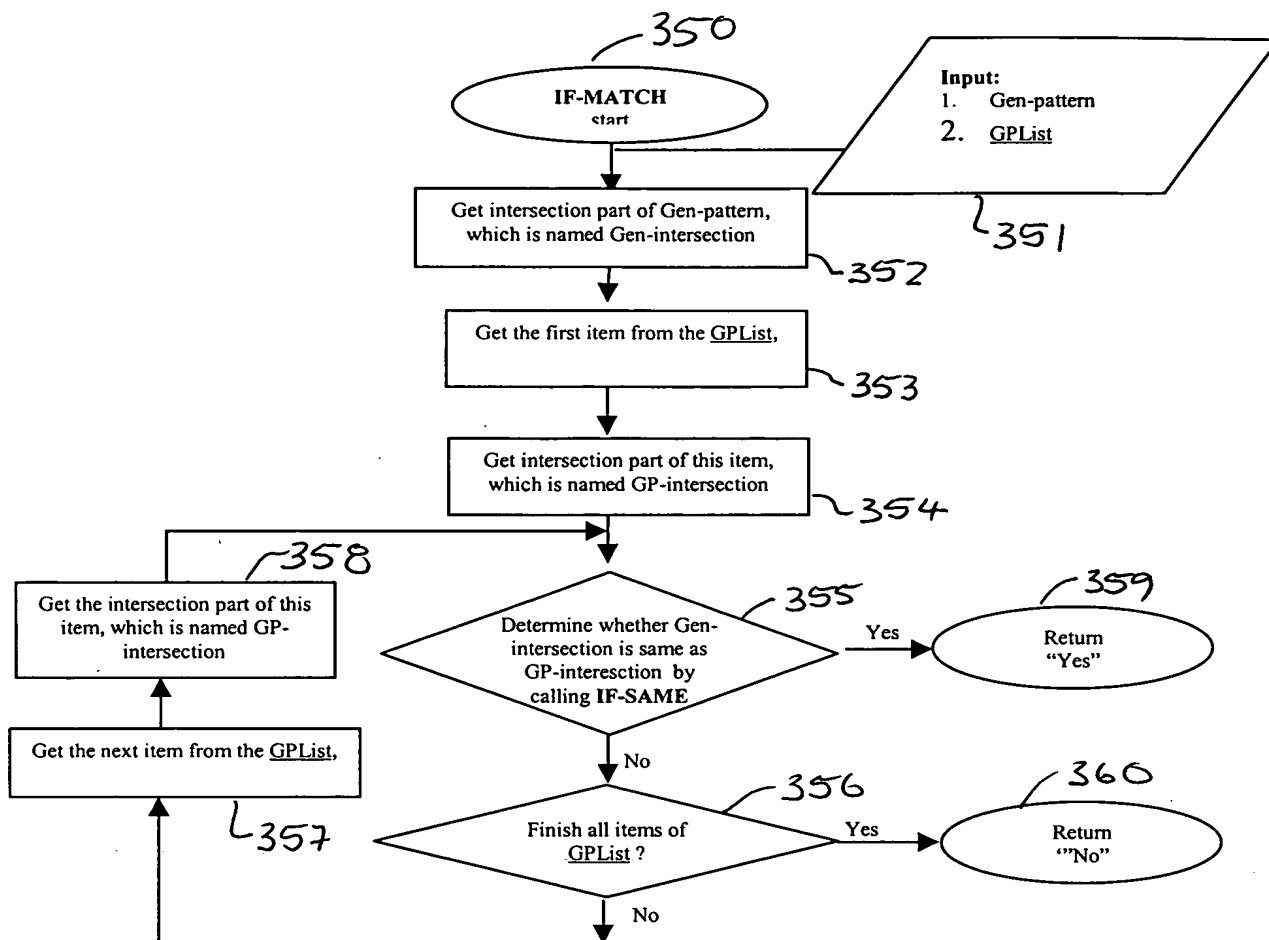 350
IF-MATCH
start
Input:
1. Gen-pattern
2. GPList
351
Get intersection part of Gen-pattern,
which is named Gen-intersection
352
Get the first item from the GPList,
353
Get intersection part of this item,
which is named GP-intersection
354
358
Get the intersection part of this
item, which is named GP-
intersection
355
Determine whether Gen-
intersection is same as
GP-interesction by
calling IF-SAME
Yes
359
Return
“Yes”
No
Get the next item from the GPList,
357
356
Finish all items of
GPList ?
Yes
360
Return
‘”No”
No